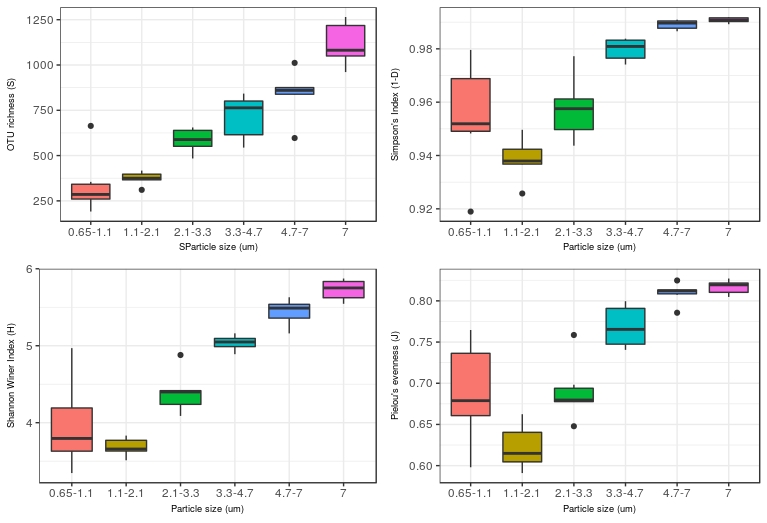 OTU richness (S)
1250
1000
750
500
250
0.65-1.1 1.1-2.1 2.1-3.3 3.3-4.7 4.7-7 7
SParticle size (um)
Simpson's Index (1-D)
0.98
0.96
0.94
0.92
0.65-1.1 1.1-2.1 2.1-3.3 3.3-4.7 4.7-7 7
Particle size (um)
Shannon Winer Index (H)
6
5
4
0.65-1.1 1.1-2.1 2.1-3.3 3.3-4.7 4.7-7 7
Particle size (um)
Pielou's evenness (J)
0.80
0.70
0.65
0.60
0.65-1.1 1.1-2.1 2.1-3.3 3.3-4.7 4.7-7 7
Particle size (um)